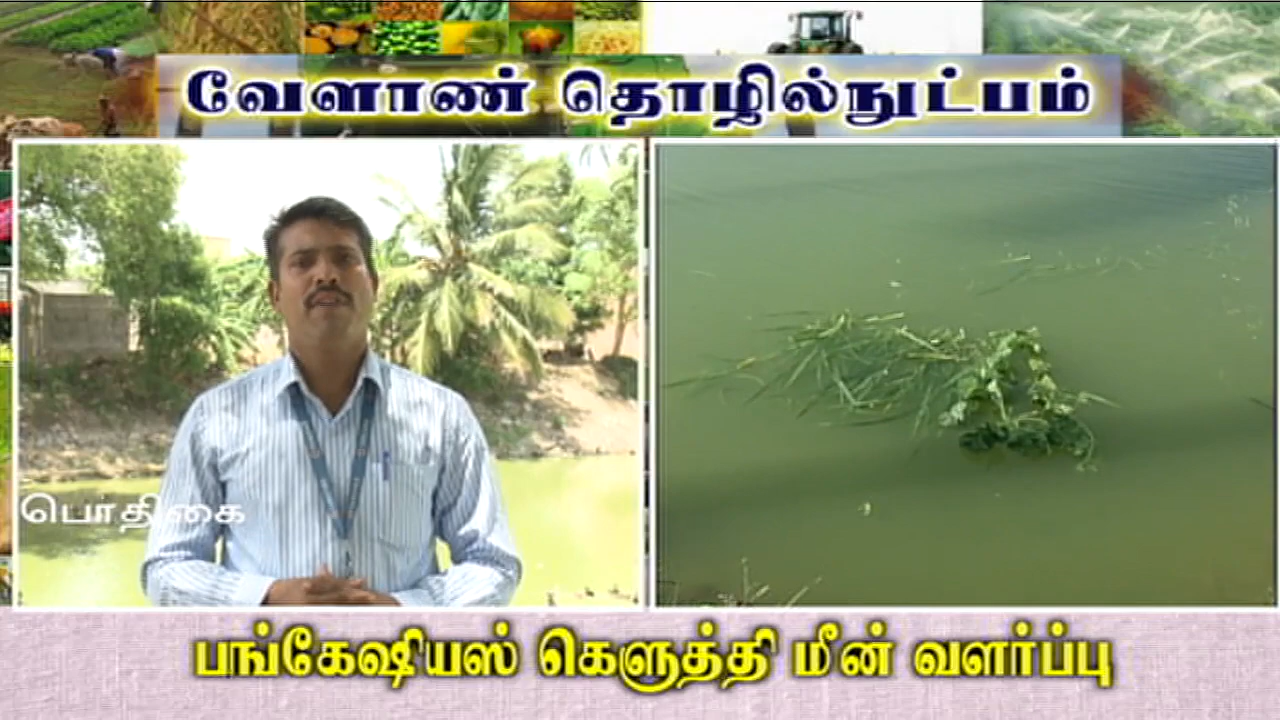 வேளாண் தொழில்நுட்பம்
பொதிகை
பங்கேஷியஸ் கெளுத்தி மீன் வளர்ப்பு